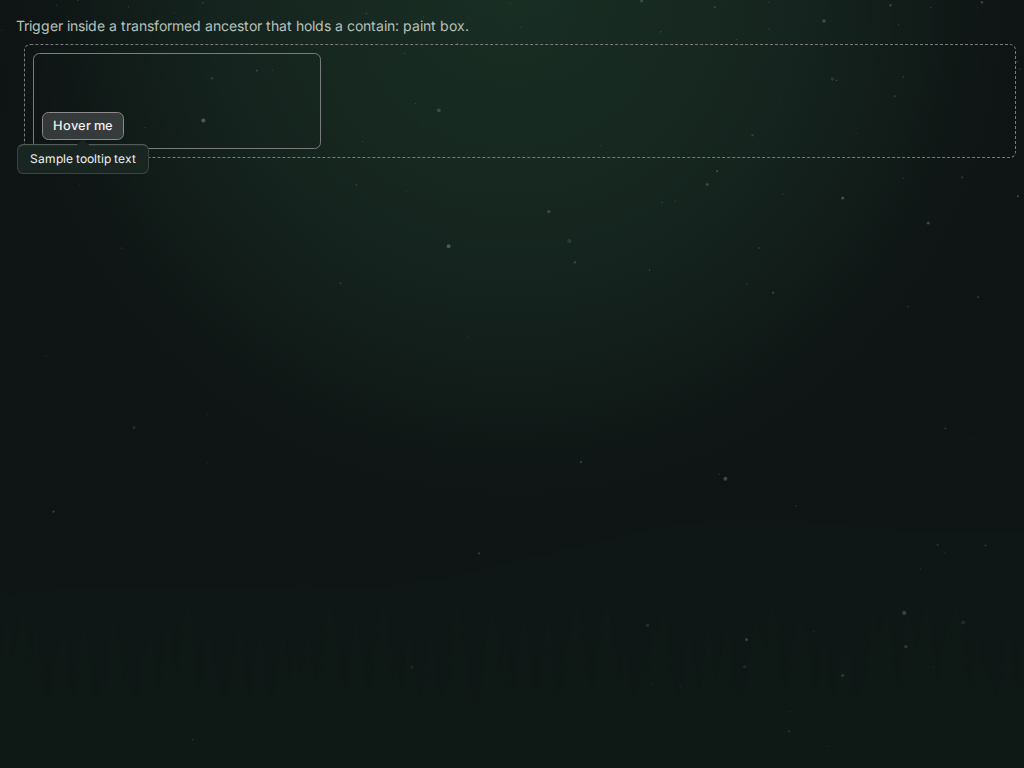 Trigger inside a transformed ancestor that holds a contain: paint box.
Hover me
Sample tooltip text